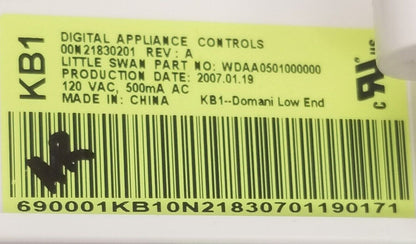 KB1
DIGITAL APPLIANCE CONTROLS
00N21830201 REV: A
LITTLE SWAN PART NO: WDAA0501000000
PRODUCTION DATE: 2007.01.19
120 VAC, 500mA AC
MADE IN: CHINA KB1--Domani Low End
c us
690001KB10N21830701190171